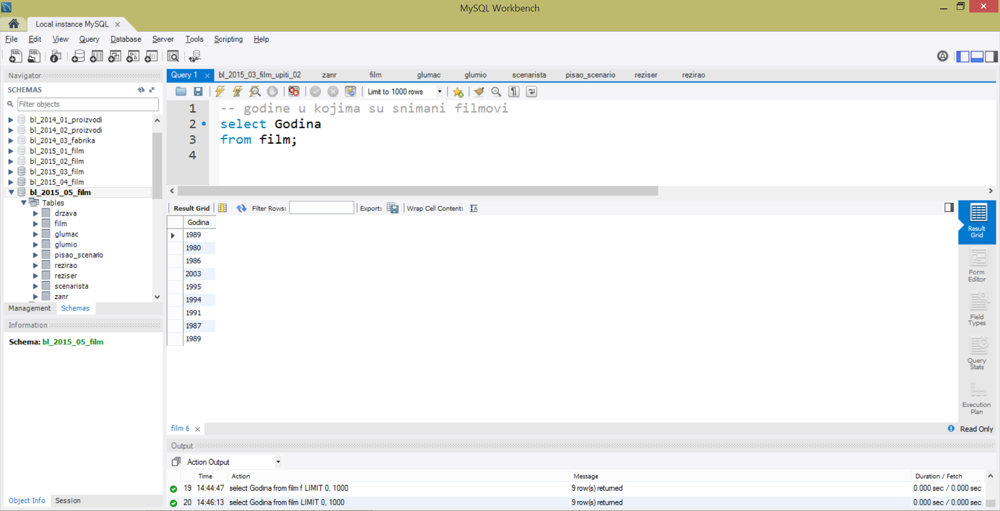 MySQL Workbench
Local instance MySQL
File Edit View Query Database Server Tools Scripting Help
Navigator
SCHEMAS
Filter objects
bl_2014_01_proizvodi
bl_2014_02_proizvodi
bl_2014_03_fabrika
bl_2015_01_film
bl_2015_02_film
bl_2015_03_film
bl_2015_04_film
bl_2015_05_film
Tables
drzava
film
glumac
glumio
pisao_scenario
rezirao
reziser
scenarista
zanr
Management Schemas
Information
Schema: bl_2015_05_film
Object Info Session
Query 1 bl_2015_03_film_upiti_02 zanr film glumac glumio scenarista pisao_scenario reziser rezirao
Limit to 1000 rows
1 -- godine u kojima su snimani filmovi
2 select Godina
3 from film;
4
Result Grid Filter Rows: Export: Wrap Cell Content:
Godina
1989
1980
1986
2003
1995
1994
1991
1987
1989
Result
Grid
Form
Editor
Field
Types
Query
Stats
Execution
Plan
film 6
Read Only
Output
Action Output
Time Action Message Duration / Fetch
19 14:44:47 select Godina from film f LIMIT 0, 1000 9 row(s) returned 0.000 sec / 0.000 sec
20 14:46:13 select Godina from film LIMIT 0, 1000 9 row(s) returned 0.000 sec / 0.000 sec